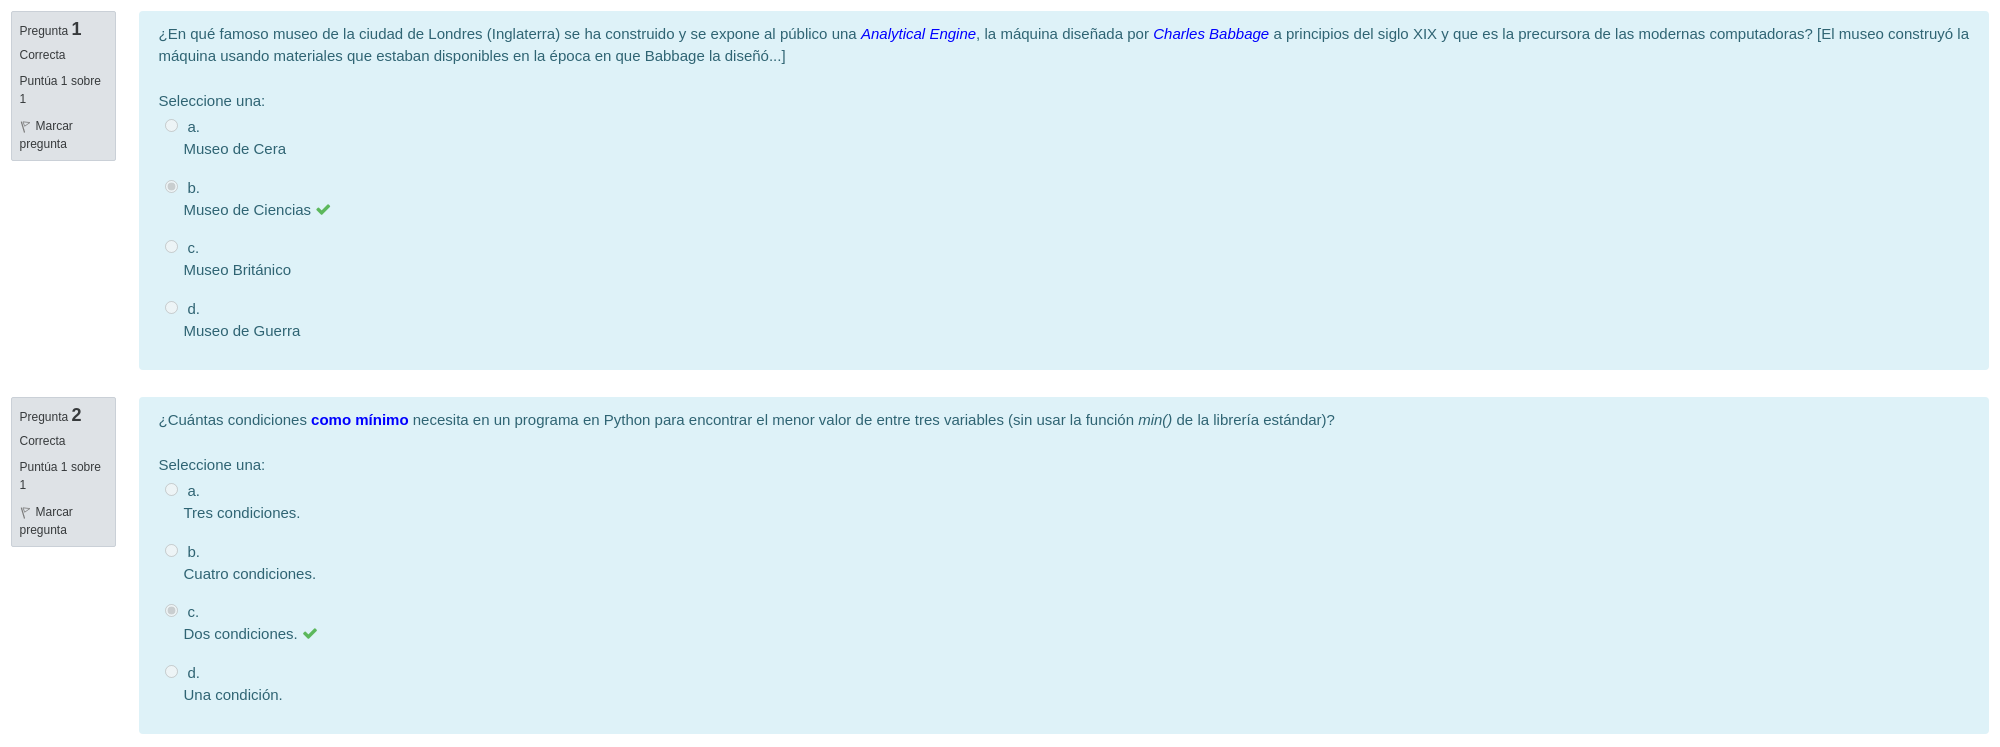 Pregunta 1
Correcta
Puntúa 1 sobre
1
Marcar
pregunta
¿En qué famoso museo de la ciudad de Londres (Inglaterra) se ha construido y se expone al público una Analytical Engine, la máquina diseñada por Charles Babbage a principios del siglo XIX y que es la precursora de las modernas computadoras? [El museo construyó la
máquina usando materiales que estaban disponibles en la época en que Babbage la diseñó...]
Seleccione una:
a.
Museo de Cera
b.
Museo de Ciencias
c.
Museo Británico
d.
Museo de Guerra
Pregunta 2
Correcta
Puntúa 1 sobre
1
Marcar
pregunta
¿Cuántas condiciones como mínimo necesita en un programa en Python para encontrar el menor valor de entre tres variables (sin usar la función min() de la librería estándar)?
Seleccione una:
a.
Tres condiciones.
b.
Cuatro condiciones.
c.
Dos condiciones.
d.
Una condición.